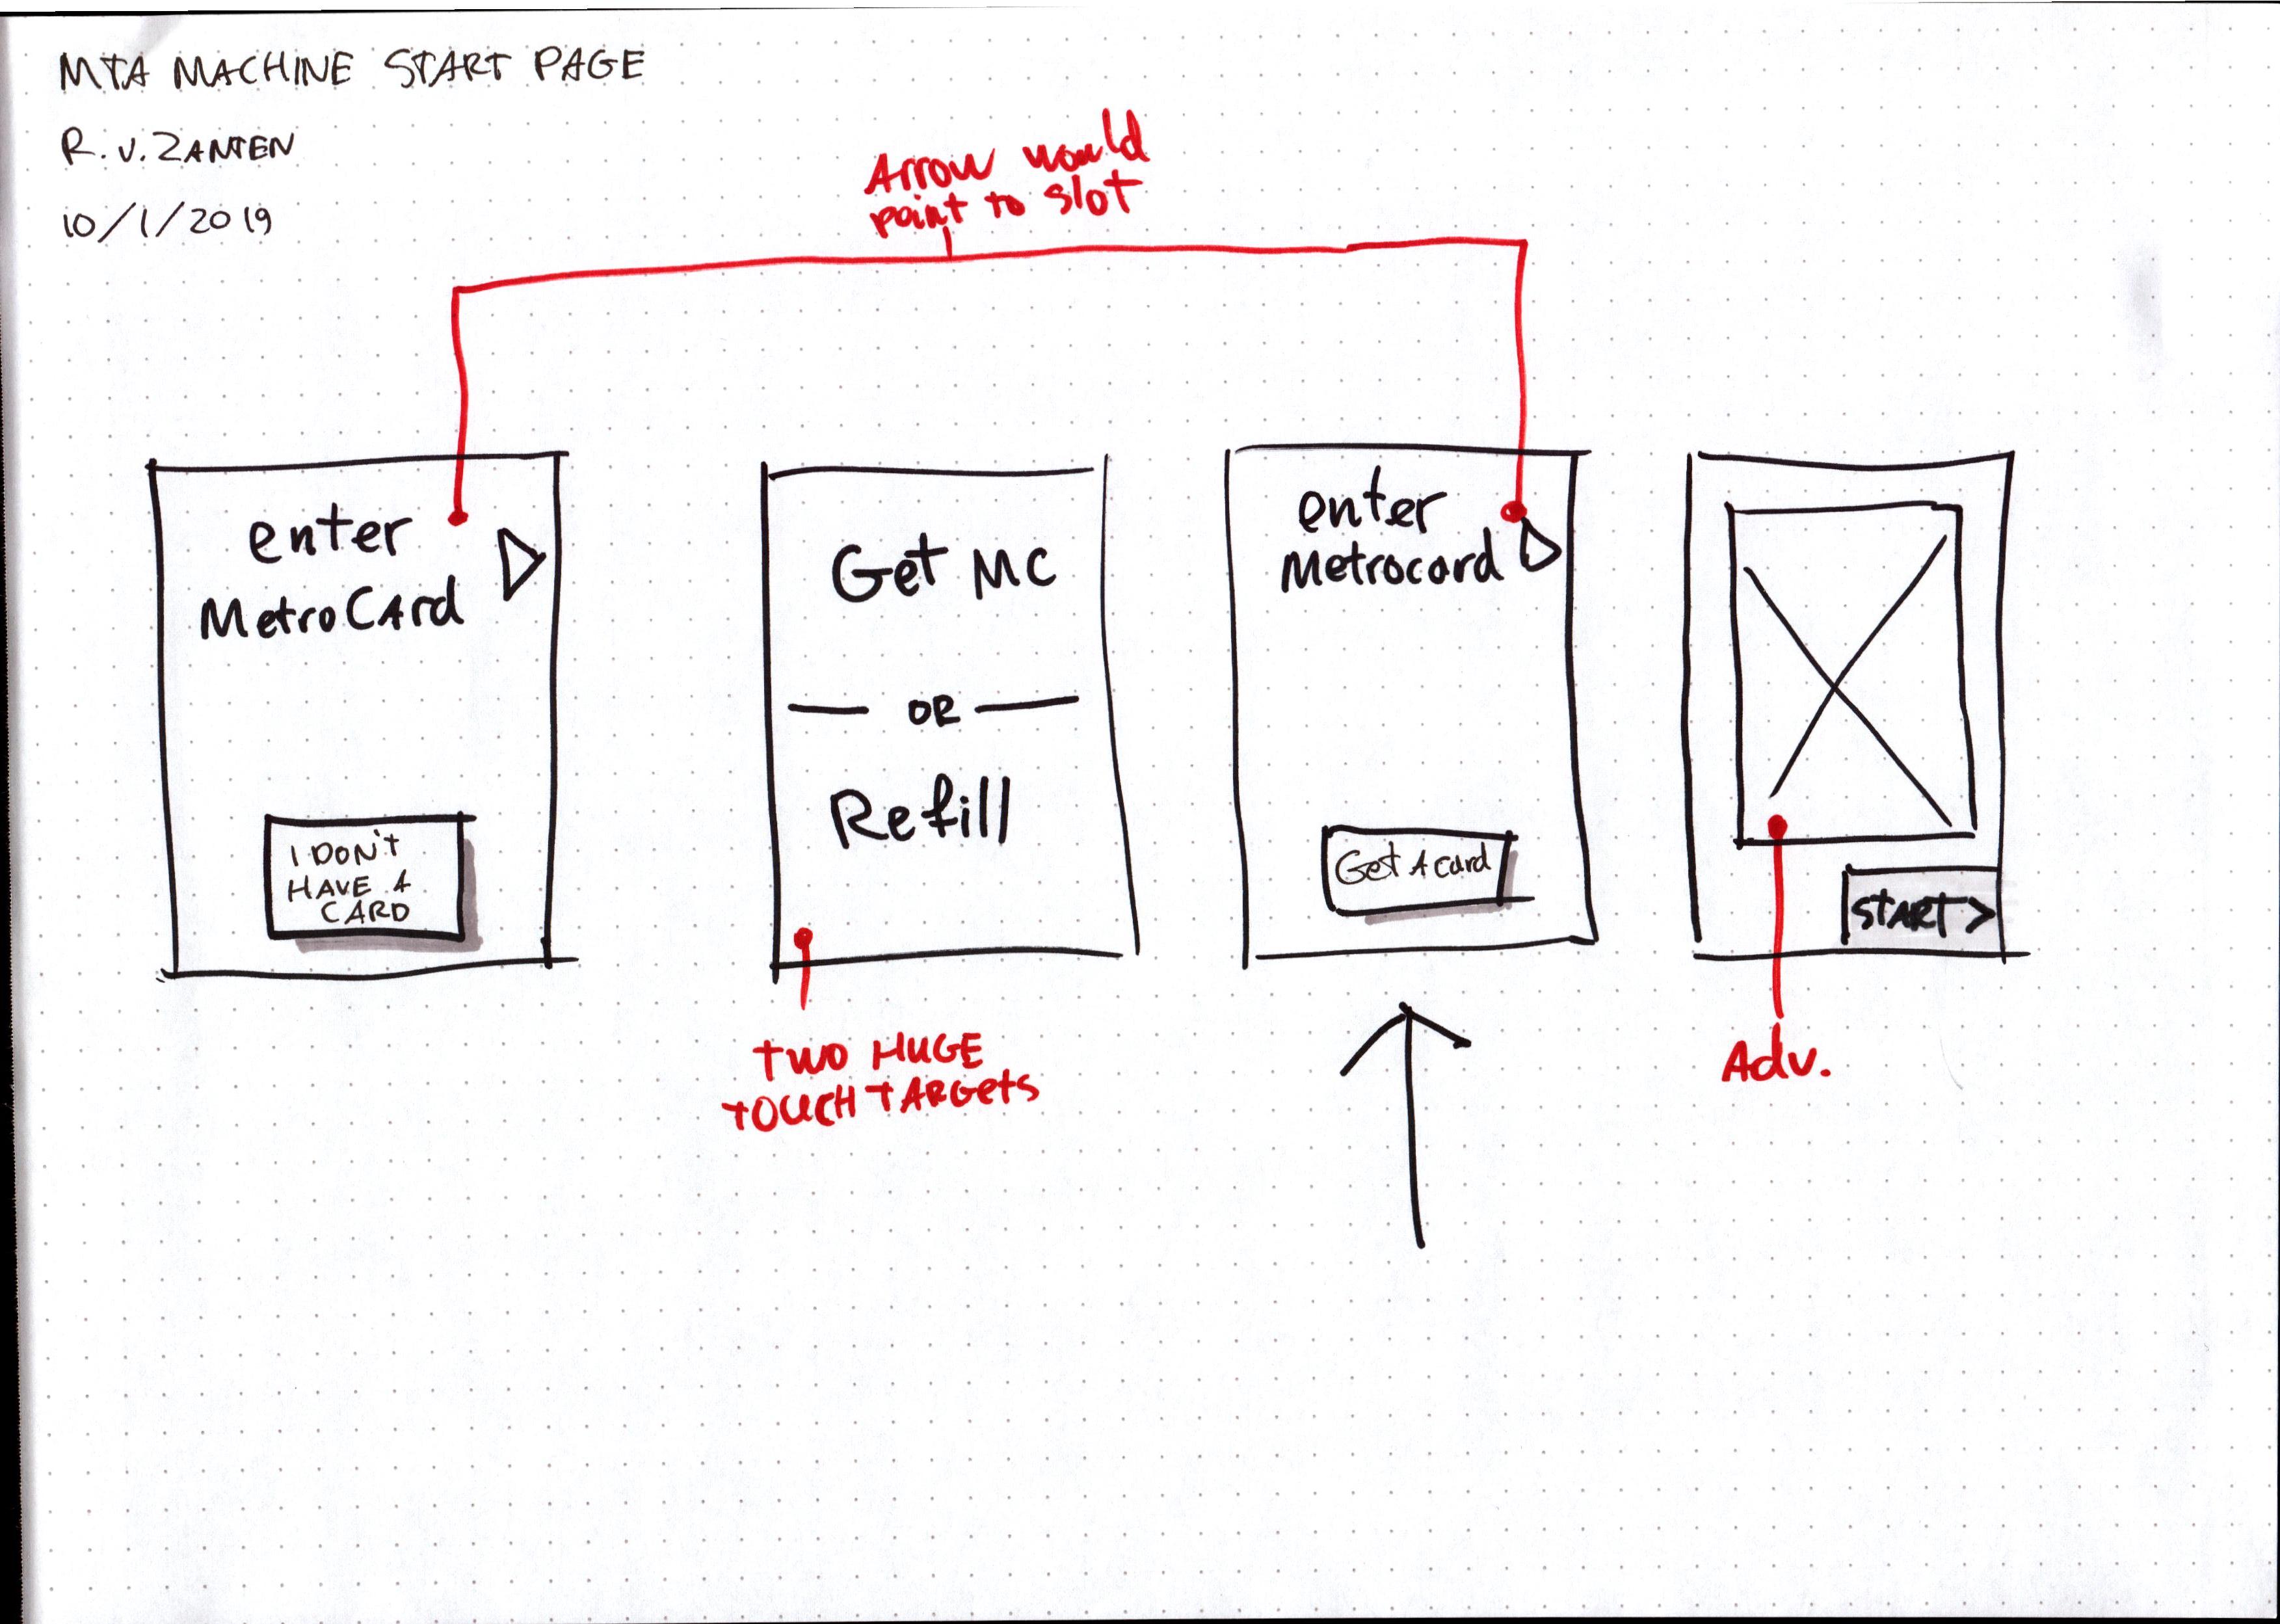 MTA MACHINE START PAGE
R. v. ZANTEN
10/1/2019
Arrow would
point to slot
enter
MetroCArd
I DON'T
HAVE A
CARD
Get MC
OR
Refill
TWO HUGE
TOUCH TARGets
enter
Metrocard
Get A card
START >
Adv.